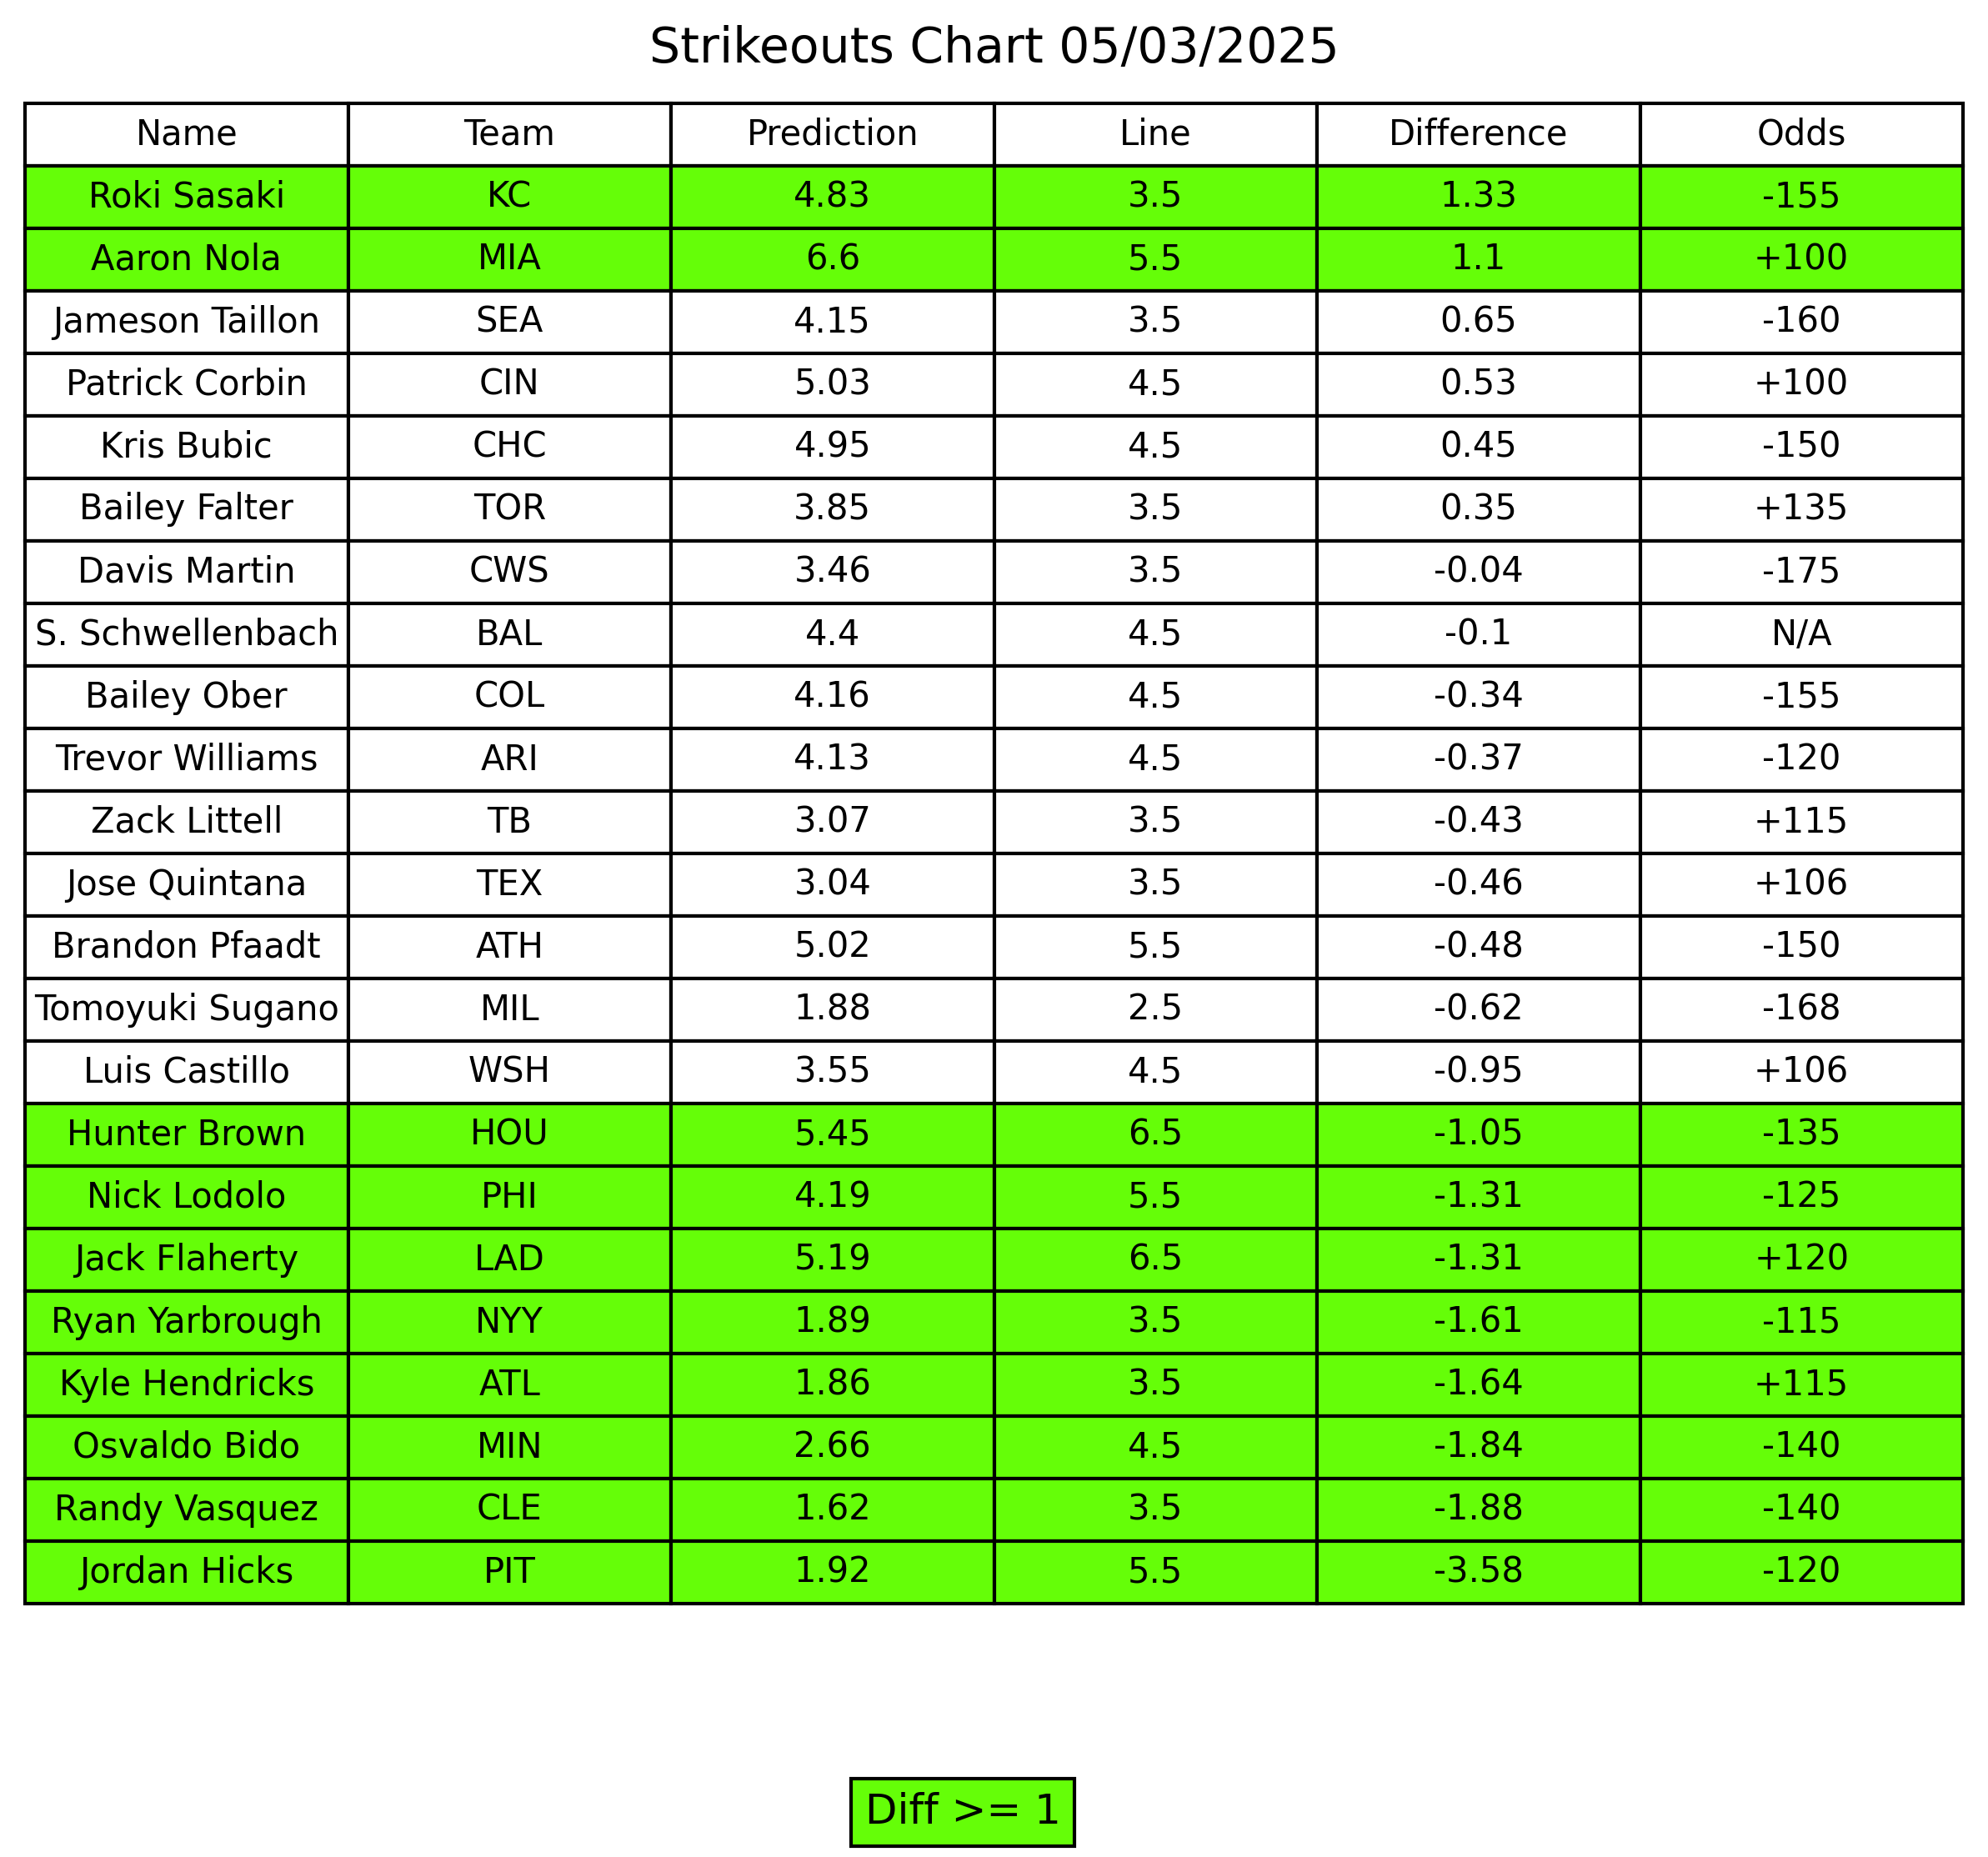 Strikeouts Chart 05/03/2025
Name Team Prediction Line Difference Odds
Roki Sasaki KC 4.83 3.5 1.33 -155
Aaron Nola MIA 6.6 5.5 1.1 +100
Jameson Taillon SEA 4.15 3.5 0.65 -160
Patrick Corbin CIN 5.03 4.5 0.53 +100
Kris Bubic CHC 4.95 4.5 0.45 -150
Bailey Falter TOR 3.85 3.5 0.35 +135
Davis Martin CWS 3.46 3.5 -0.04 -175
S. Schwellenbach BAL 4.4 4.5 -0.1 N/A
Bailey Ober COL 4.16 4.5 -0.34 -155
Trevor Williams ARI 4.13 4.5 -0.37 -120
Zack Littell TB 3.07 3.5 -0.43 +115
Jose Quintana TEX 3.04 3.5 -0.46 +106
Brandon Pfaadt ATH 5.02 5.5 -0.48 -150
Tomoyuki Sugano MIL 1.88 2.5 -0.62 -168
Luis Castillo WSH 3.55 4.5 -0.95 +106
Hunter Brown HOU 5.45 6.5 -1.05 -135
Nick Lodolo PHI 4.19 5.5 -1.31 -125
Jack Flaherty LAD 5.19 6.5 -1.31 +120
Ryan Yarbrough NYY 1.89 3.5 -1.61 -115
Kyle Hendricks ATL 1.86 3.5 -1.64 +115
Osvaldo Bido MIN 2.66 4.5 -1.84 -140
Randy Vasquez CLE 1.62 3.5 -1.88 -140
Jordan Hicks PIT 1.92 5.5 -3.58 -120
Diff >= 1